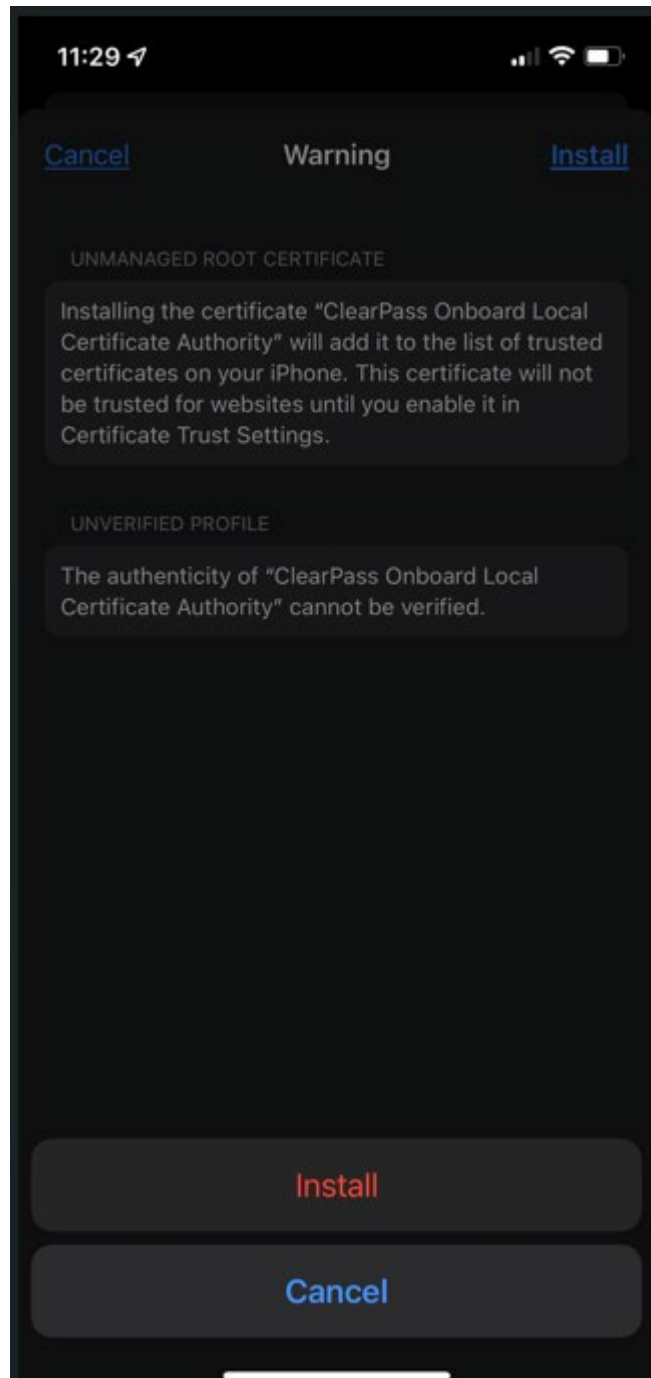 11:29
Cancel Warning Install
UNMANAGED ROOT CERTIFICATE
Installing the certificate “ClearPass Onboard Local
Certificate Authority” will add it to the list of trusted
certificates on your iPhone. This certificate will not
be trusted for websites until you enable it in
Certificate Trust Settings.
UNVERIFIED PROFILE
The authenticity of “ClearPass Onboard Local
Certificate Authority” cannot be verified.
Install
Cancel